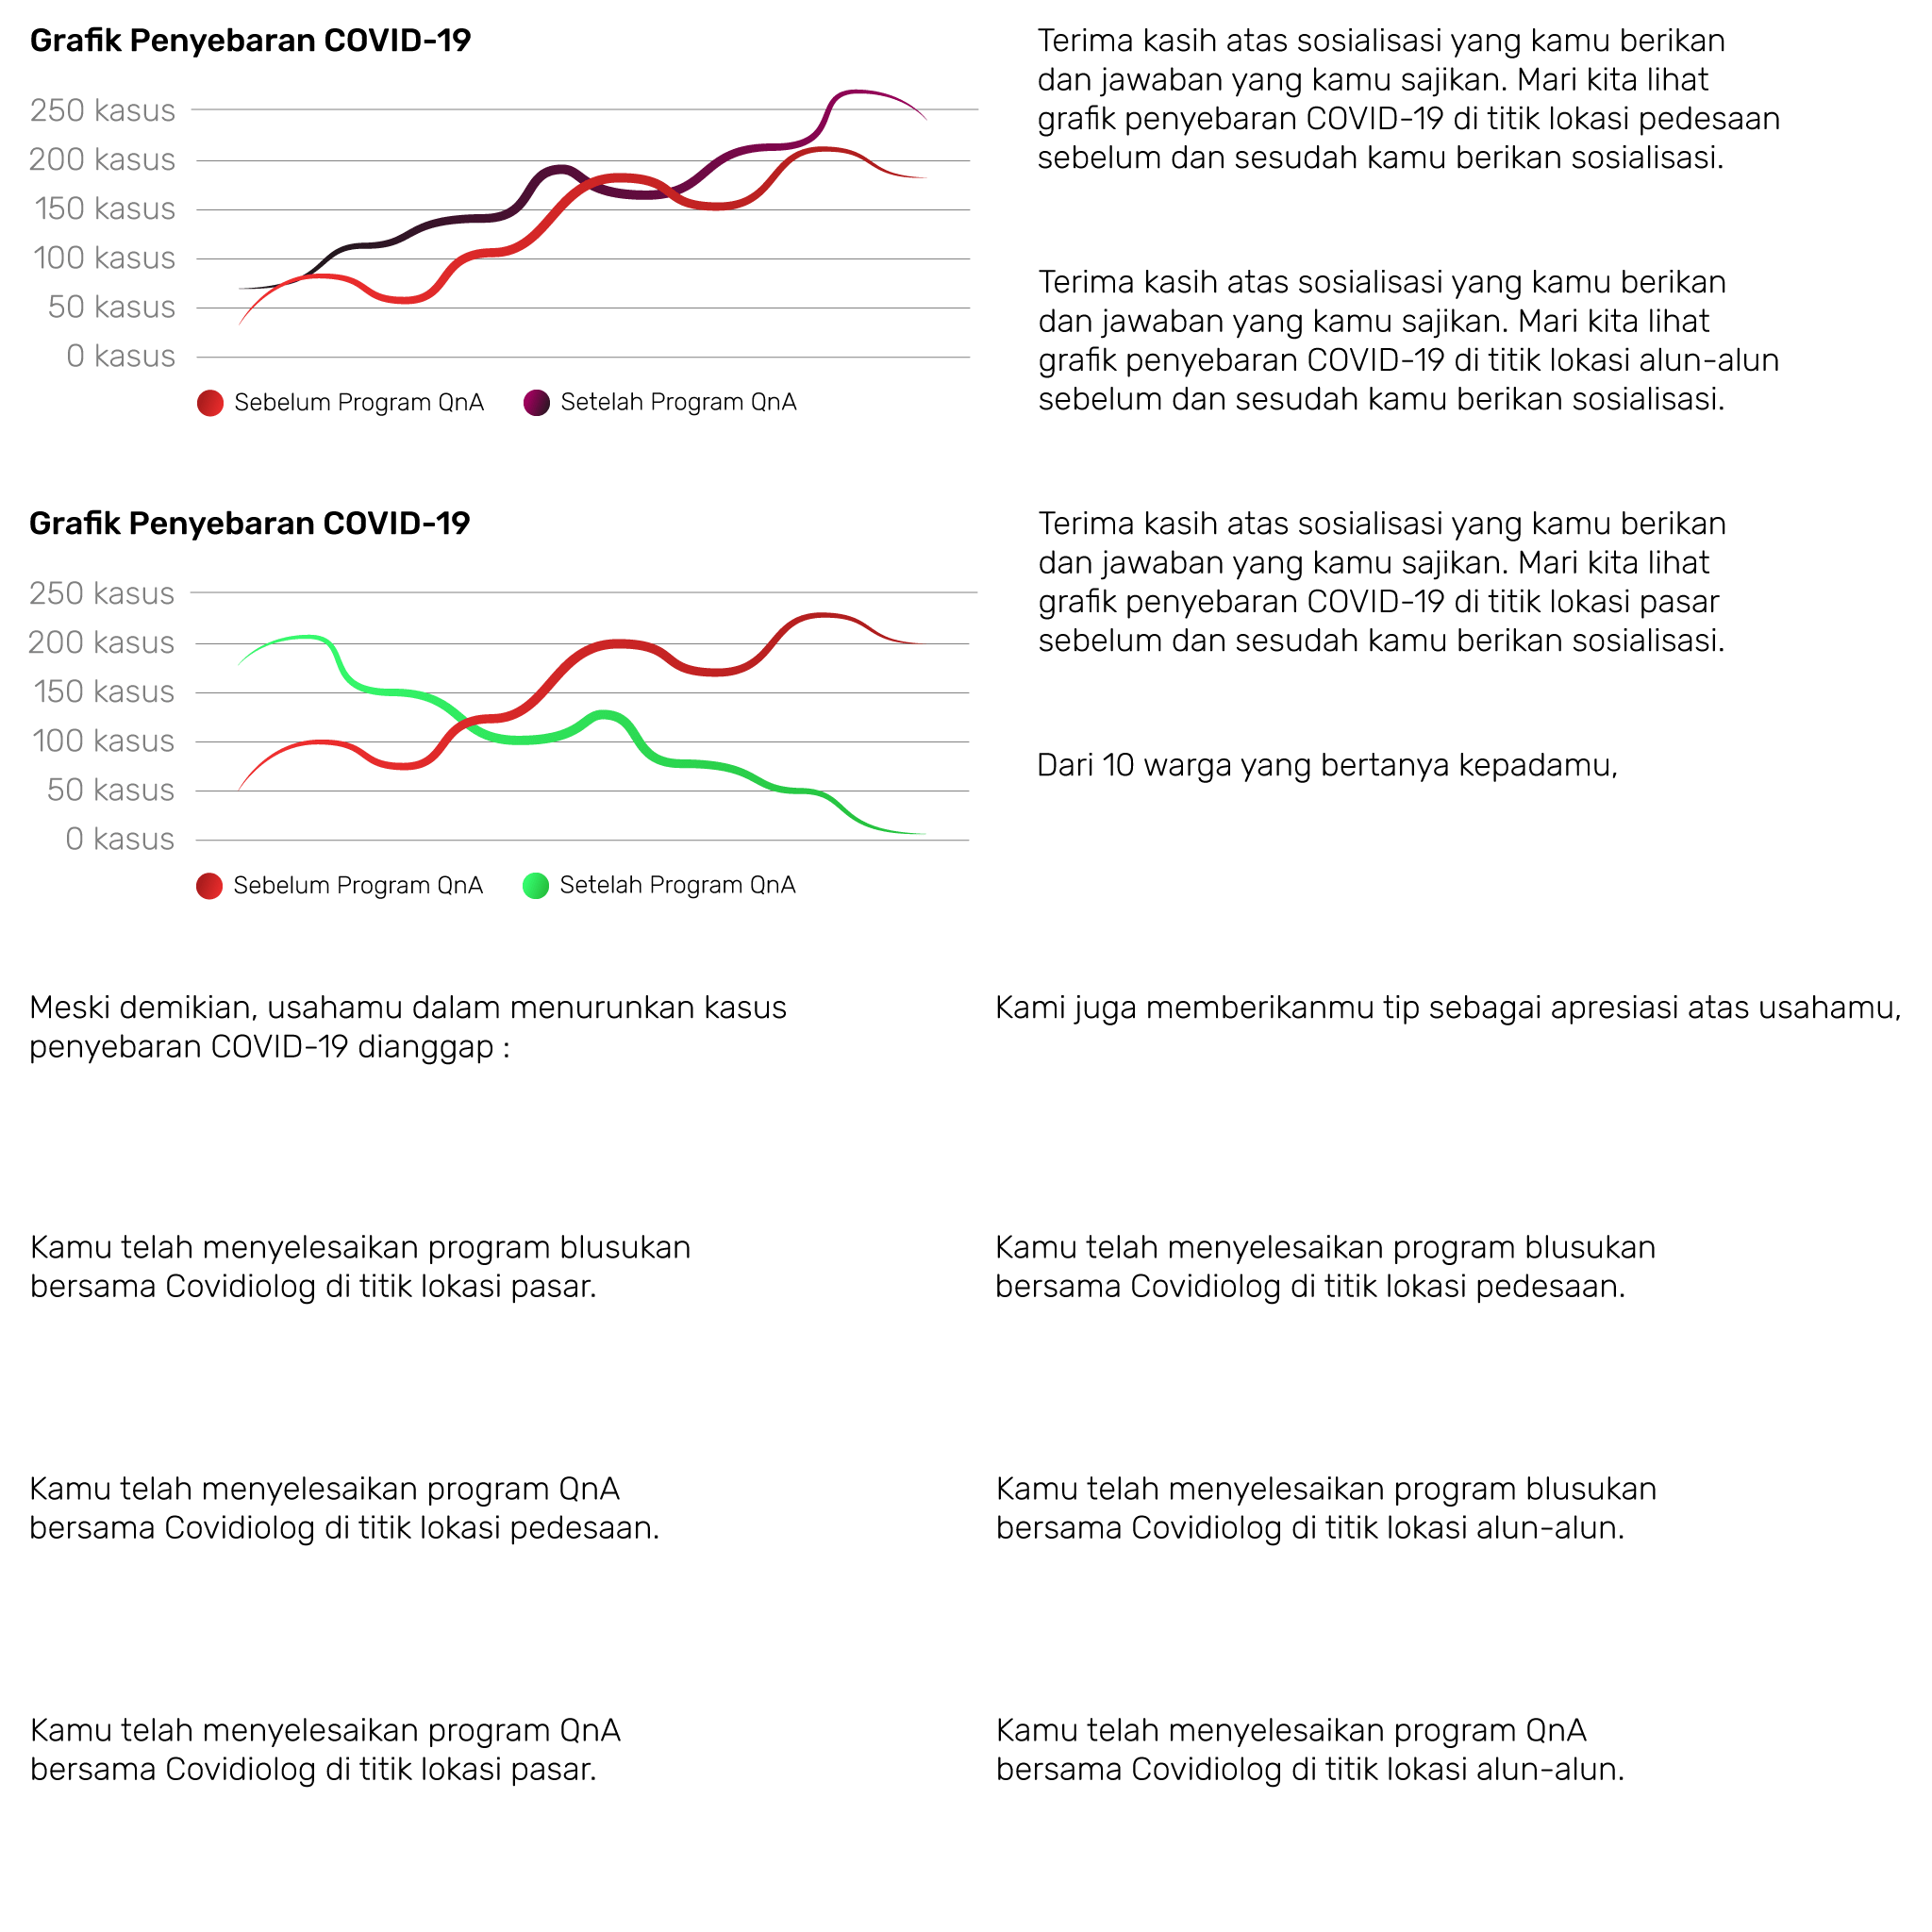 Grafik Penyebaran COVID-19
250 kasus
200 kasus
150 kasus
100 kasus
50 kasus
0 kasus
Sebelum Program QnA
Setelah Program QnA
Terima kasih atas sosialisasi yang kamu berikan
dan jawaban yang kamu sajikan. Mari kita lihat
grafik penyebaran COVID-19 di titik lokasi pedesaan
sebelum dan sesudah kamu berikan sosialisasi.
Terima kasih atas sosialisasi yang kamu berikan
dan jawaban yang kamu sajikan. Mari kita lihat
grafik penyebaran COVID-19 di titik lokasi alun-alun
sebelum dan sesudah kamu berikan sosialisasi.
Grafik Penyebaran COVID-19
250 kasus
200 kasus
150 kasus
100 kasus
50 kasus
0 kasus
Sebelum Program QnA
Setelah Program QnA
Terima kasih atas sosialisasi yang kamu berikan
dan jawaban yang kamu sajikan. Mari kita lihat
grafik penyebaran COVID-19 di titik lokasi pasar
sebelum dan sesudah kamu berikan sosialisasi.
Dari 10 warga yang bertanya kepadamu,
Meski demikian, usahamu dalam menurunkan kasus
penyebaran COVID-19 dianggap :
Kami juga memberikanmu tip sebagai apresiasi atas usahamu,
Kamu telah menyelesaikan program blusukan
bersama Covidiolog di titik lokasi pasar.
Kamu telah menyelesaikan program blusukan
bersama Covidiolog di titik lokasi pedesaan.
Kamu telah menyelesaikan program QnA
bersama Covidiolog di titik lokasi pedesaan.
Kamu telah menyelesaikan program blusukan
bersama Covidiolog di titik lokasi alun-alun.
Kamu telah menyelesaikan program QnA
bersama Covidiolog di titik lokasi pasar.
Kamu telah menyelesaikan program QnA
bersama Covidiolog di titik lokasi alun-alun.